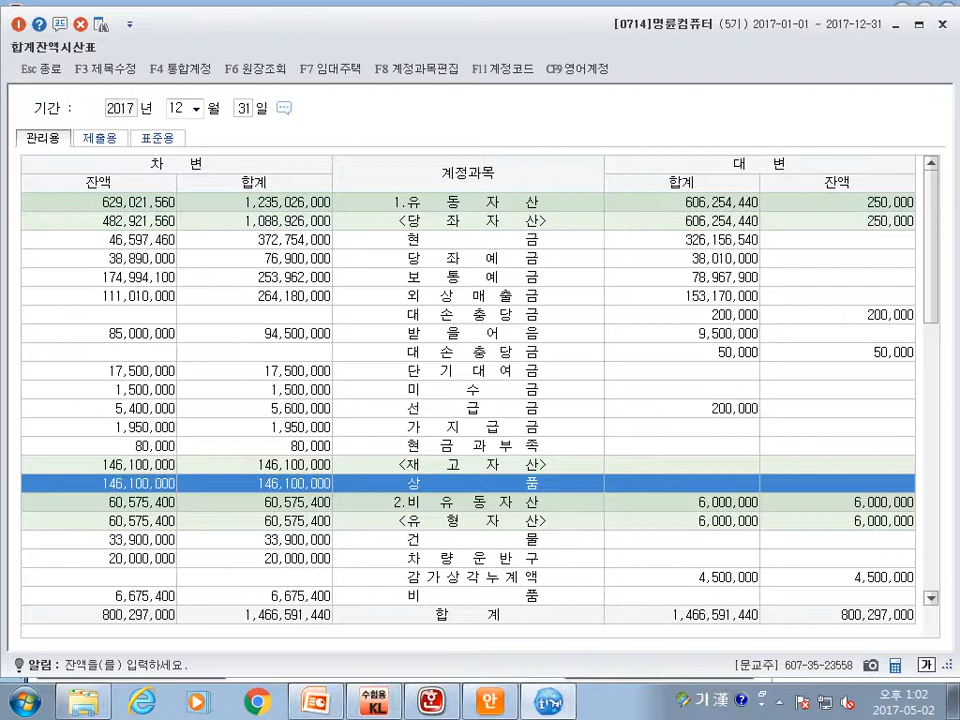 [0714]명륜컴퓨터 (5기) 2017-01-01 ~ 2017-12-31
합계잔액시산표
Esc 종료 F3 제목수정 F4 통합계정 F6 원장조회 F7 임대주택 F8 계정과목편집 F11계정코드 CF9영어계정
기간 : 2017 년 12 월 31 일
관리용 제출용 표준용
차 변 계정과목 대 변
잔액 합계 합계 잔액
629,021,560 1,235,026,000 1.유 동 자 산 606,254,440 250,000
482,921,560 1,088,926,000 <당 좌 자 산> 606,254,440 250,000
46,597,460 372,754,000 현 금 326,156,540
38,890,000 76,900,000 당 좌 예 금 38,010,000
174,994,100 253,962,000 보 통 예 금 78,967,900
111,010,000 264,180,000 외 상 매 출 금 153,170,000
대 손 충 당 금 200,000 200,000
85,000,000 94,500,000 받 을 어 음 9,500,000
대 손 충 당 금 50,000 50,000
17,500,000 17,500,000 단 기 대 여 금
1,500,000 1,500,000 미 수 금
5,400,000 5,600,000 선 급 금 200,000
1,950,000 1,950,000 가 지 급 금
80,000 80,000 현 금 과 부 족
146,100,000 146,100,000 <재 고 자 산>
146,100,000 146,100,000 상 품
60,575,400 60,575,400 2.비 유 동 자 산 6,000,000 6,000,000
60,575,400 60,575,400 <유 형 자 산> 6,000,000 6,000,000
33,900,000 33,900,000 건 물
20,000,000 20,000,000 차 량 운 반 구
감 가 상 각 누 계 액 4,500,000 4,500,000
6,675,400 6,675,400 비 품
800,297,000 1,466,591,440 합 계 1,466,591,440 800,297,000
알림 : 잔액을(를) 입력하세요. [문교주] 607-35-23558 가
수험용 KL 안 가 漢 오후 1:02
2017-05-02